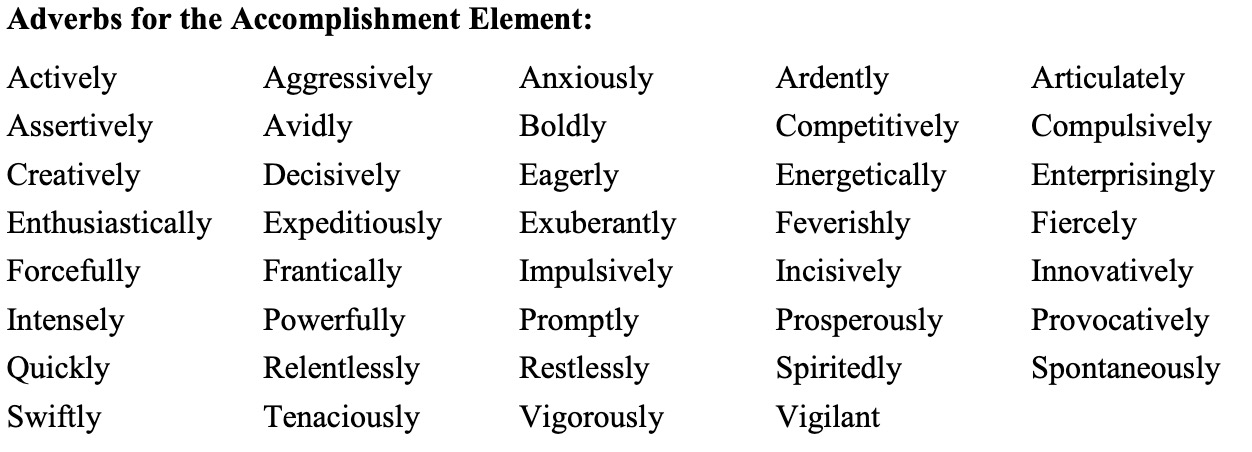 Adverbs for the Accomplishment Element:
Actively Aggressively Anxiously Ardently Articulately
Assertively Avidly Boldly Competitively Compulsively
Creatively Decisively Eagerly Energetically Enterprisingly
Enthusiastically Expeditiously Exuberantly Feverishly Fiercely
Forcefully Frantically Impulsively Incisively Innovatively
Intensely Powerfully Promptly Prosperously Provocatively
Quickly Relentlessly Restlessly Spiritedly Spontaneously
Swiftly Tenaciously Vigorously Vigilant